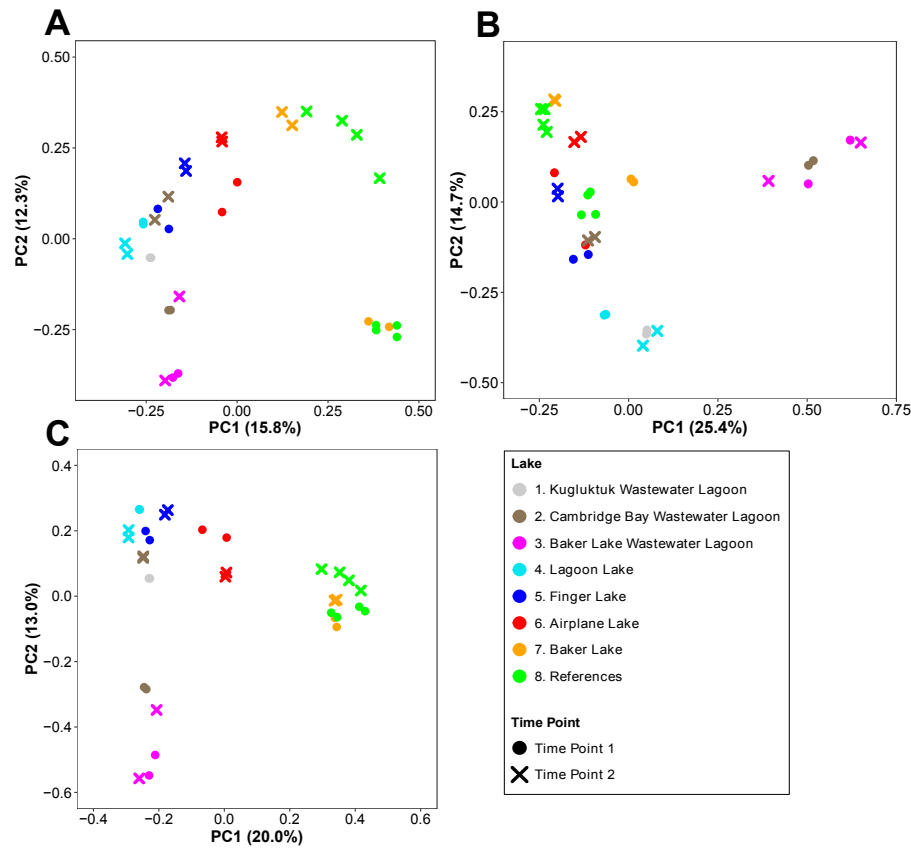 A
0.50
0.25
0.00
−0.25
PC2 (12.3%)
−0.25
0.00
0.25
0.50
PC1 (15.8%)
B
0.25
0.00
−0.25
−0.50
PC2 (14.7%)
−0.25
0.00
0.25
0.50
0.75
PC1 (25.4%)
C
0.4
0.2
0.0
−0.2
−0.4
−0.6
PC2 (13.0%)
−0.4
−0.2
0.0
0.2
0.4
0.6
PC1 (20.0%)
Lake
1. Kugluktuk Wastewater Lagoon
2. Cambridge Bay Wastewater Lagoon
3. Baker Lake Wastewater Lagoon
4. Lagoon Lake
5. Finger Lake
6. Airplane Lake
7. Baker Lake
8. References
Time Point
Time Point 1
Time Point 2